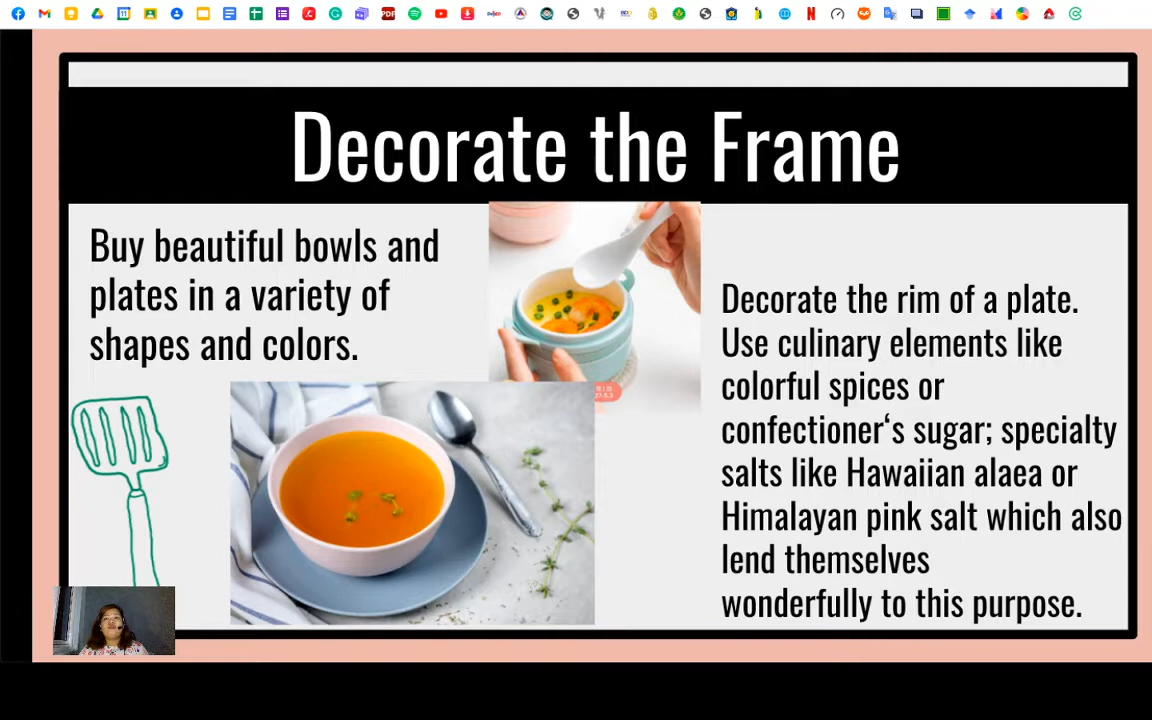 Decorate the Frame
Buy beautiful bowls and
plates in a variety of
shapes and colors.
Decorate the rim of a plate.
Use culinary elements like
colorful spices or
confectioner‘s sugar; specialty
salts like Hawaiian alaea or
Himalayan pink salt which also
lend themselves
wonderfully to this purpose.